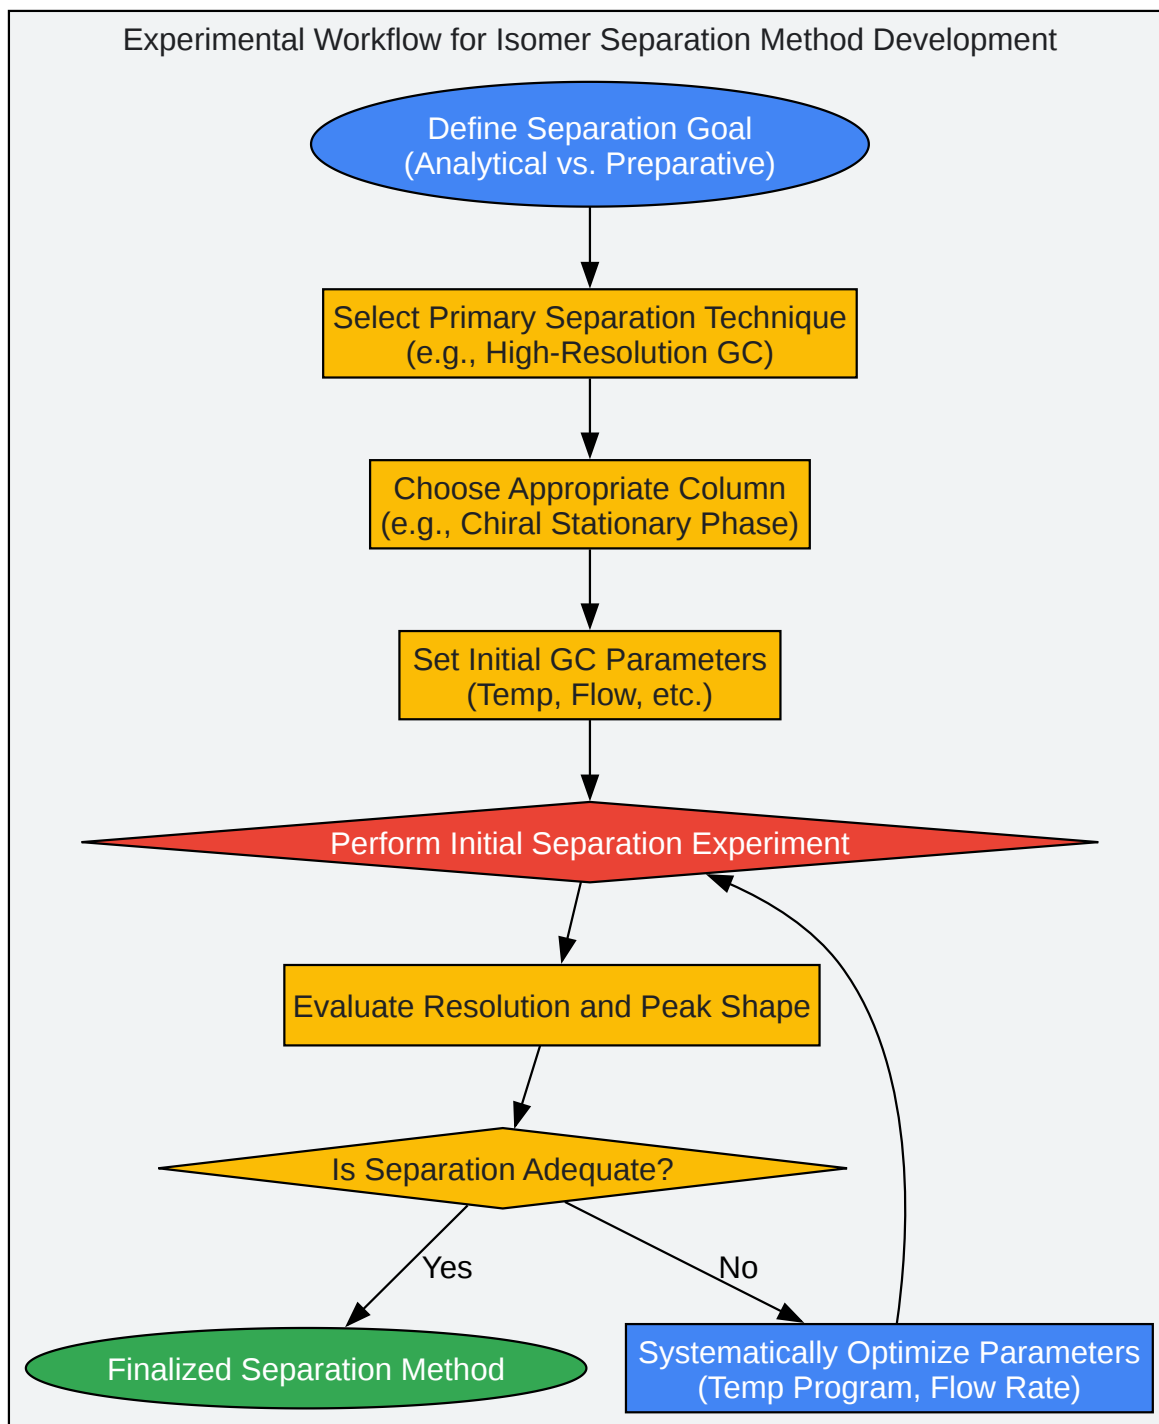 Experimental Workflow for Isomer Separation Method Development
Define Separation Goal
(Analytical vs. Preparative)
Select Primary Separation Technique
(e.g., High-Resolution GC)
Choose Appropriate Column
(e.g., Chiral Stationary Phase)
Set Initial GC Parameters
(Temp, Flow, etc.)
Perform Initial Separation Experiment
Evaluate Resolution and Peak Shape
Is Separation Adequate?
Yes
No
Finalized Separation Method
Systematically Optimize Parameters
(Temp Program, Flow Rate)